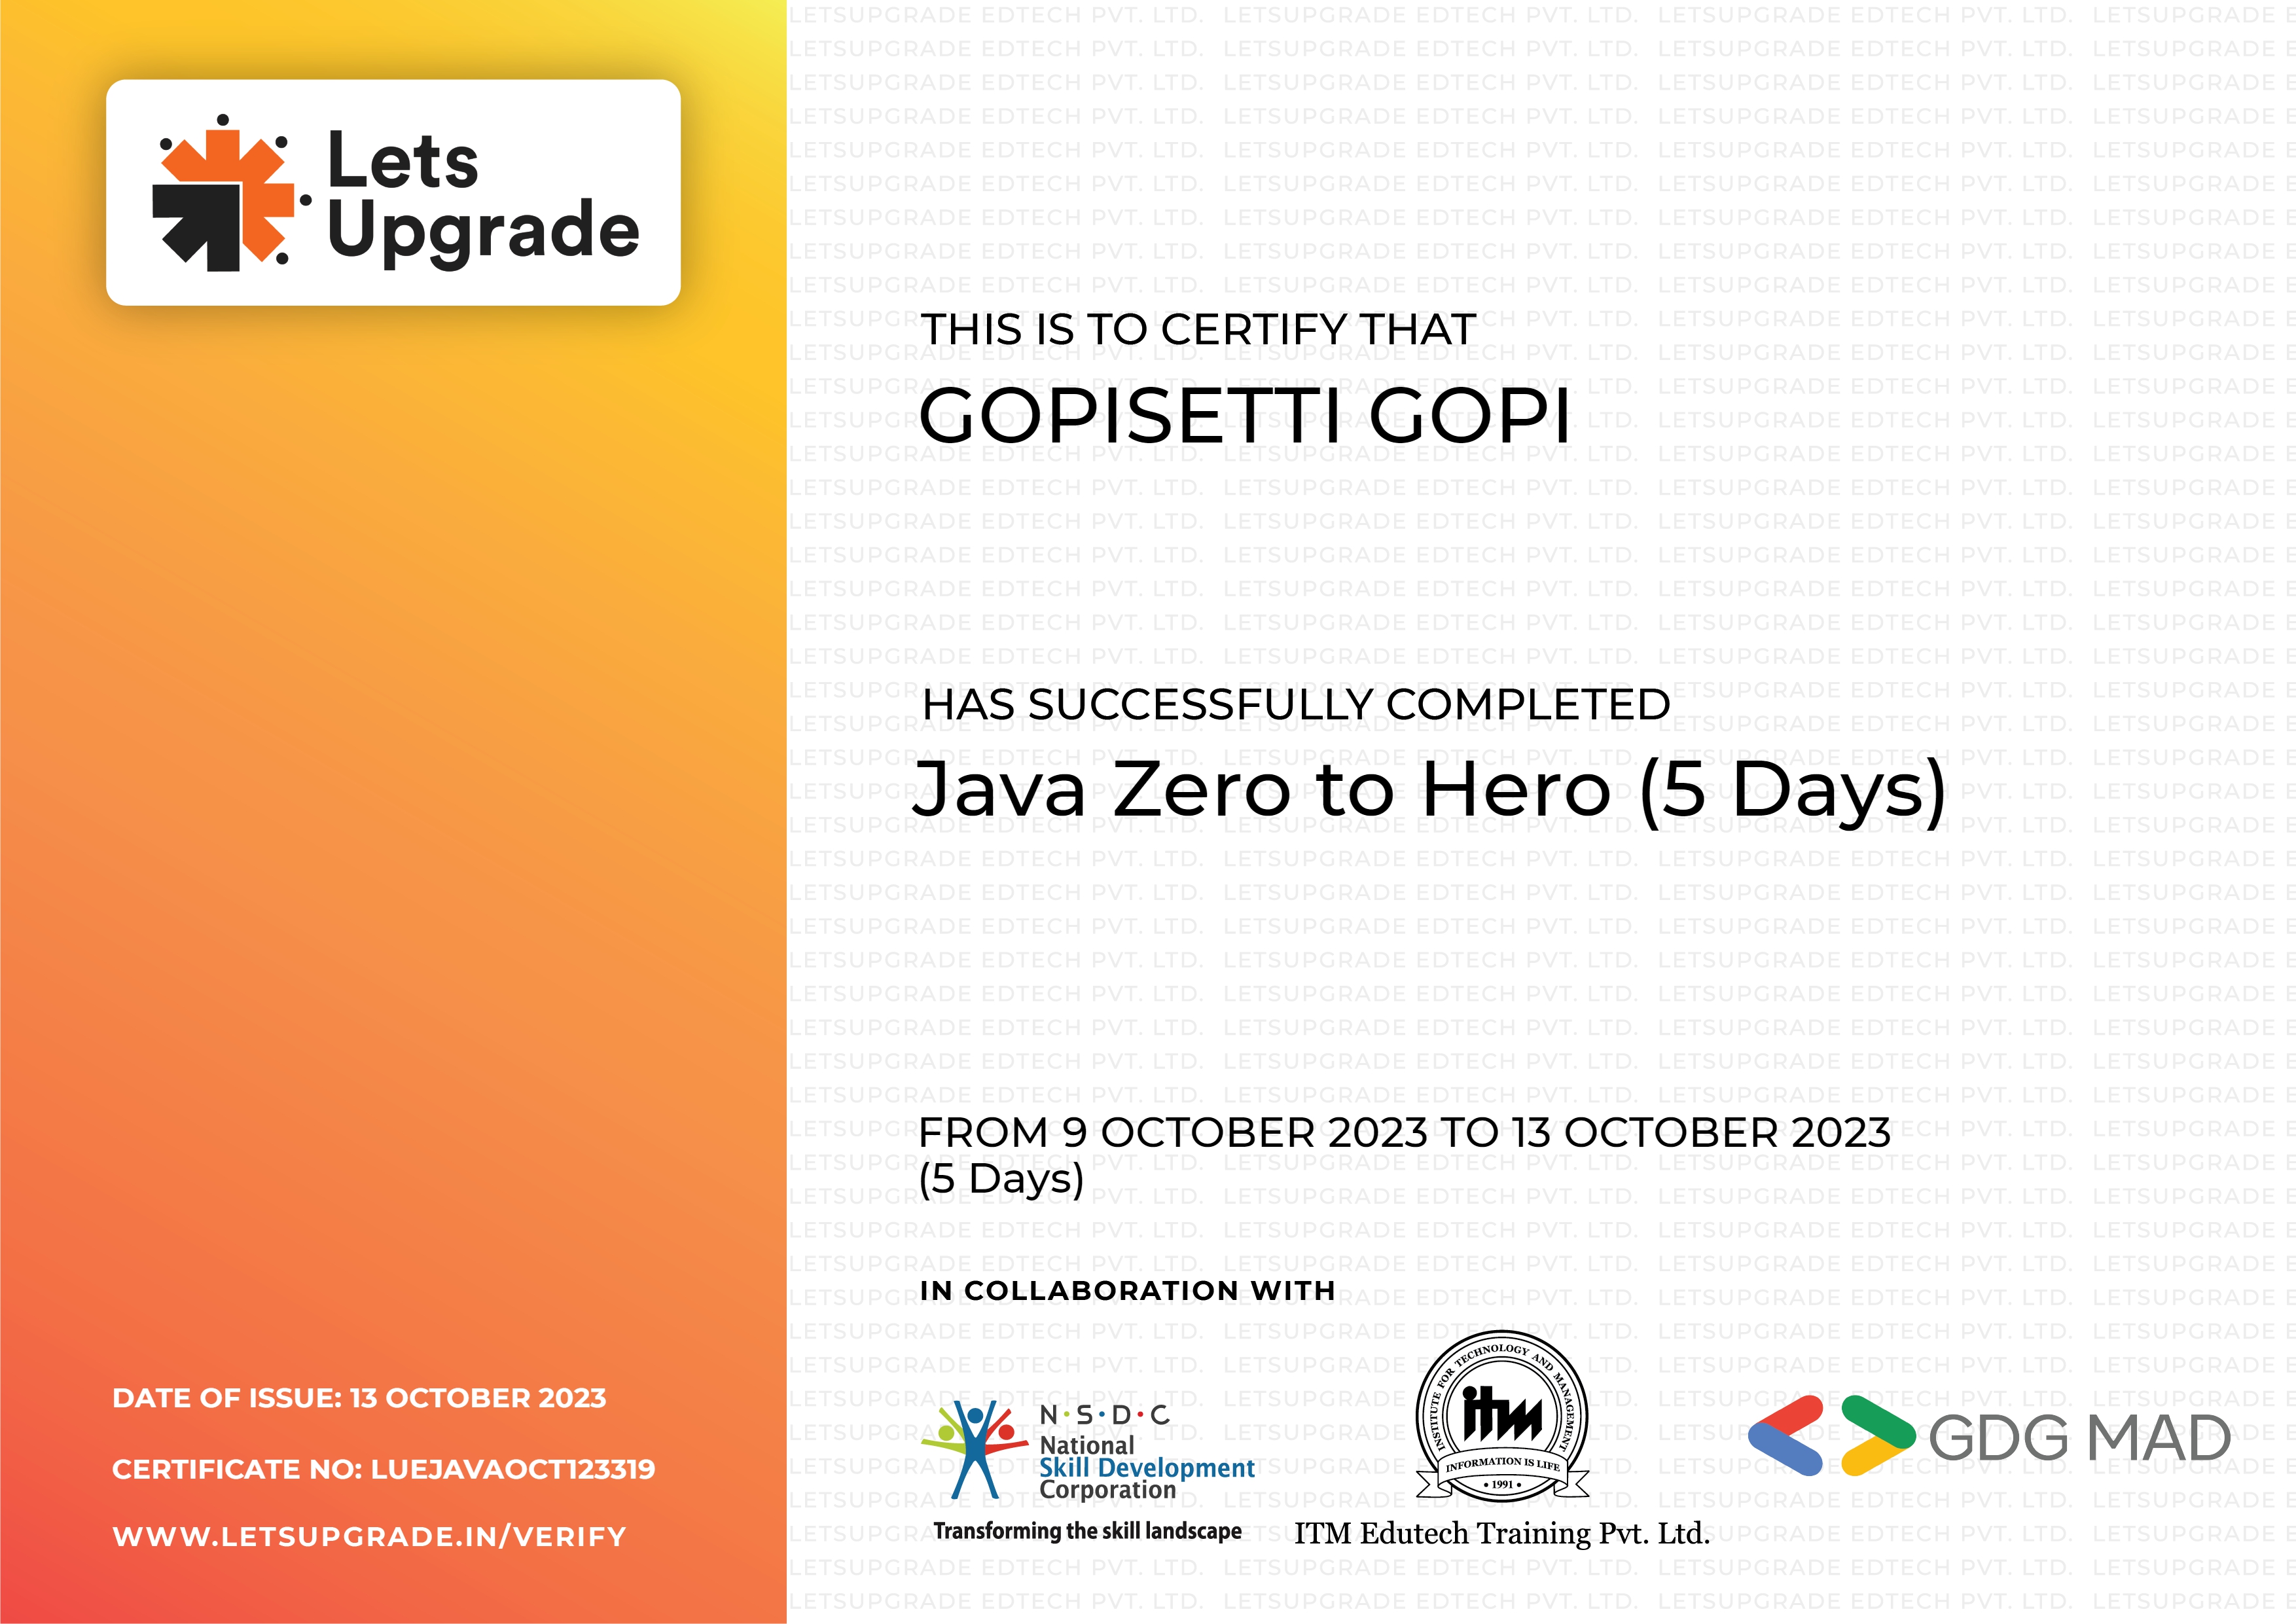 Lets
Upgrade
THIS IS TO CERTIFY THAT
GOPISETTI GOPI
HAS SUCCESSFULLY COMPLETED
Java Zero to Hero (5 Days)
FROM 9 OCTOBER 2023 TO 13 OCTOBER 2023
(5 Days)
IN COLLABORATION WITH
N·S·D·C
National
Skill Development
Corporation
Transforming the skill landscape
INSTITUTE FOR TECHNOLOGY AND MANAGEMENT
itm
INFORMATION IS LIFE
• 1991 •
ITM Edutech Training Pvt. Ltd.
GDG MAD
DATE OF ISSUE: 13 OCTOBER 2023
CERTIFICATE NO: LUEJAVAOCT123319
WWW.LETSUPGRADE.IN/VERIFY
LETSUPGRADE EDTECH PVT. LTD.